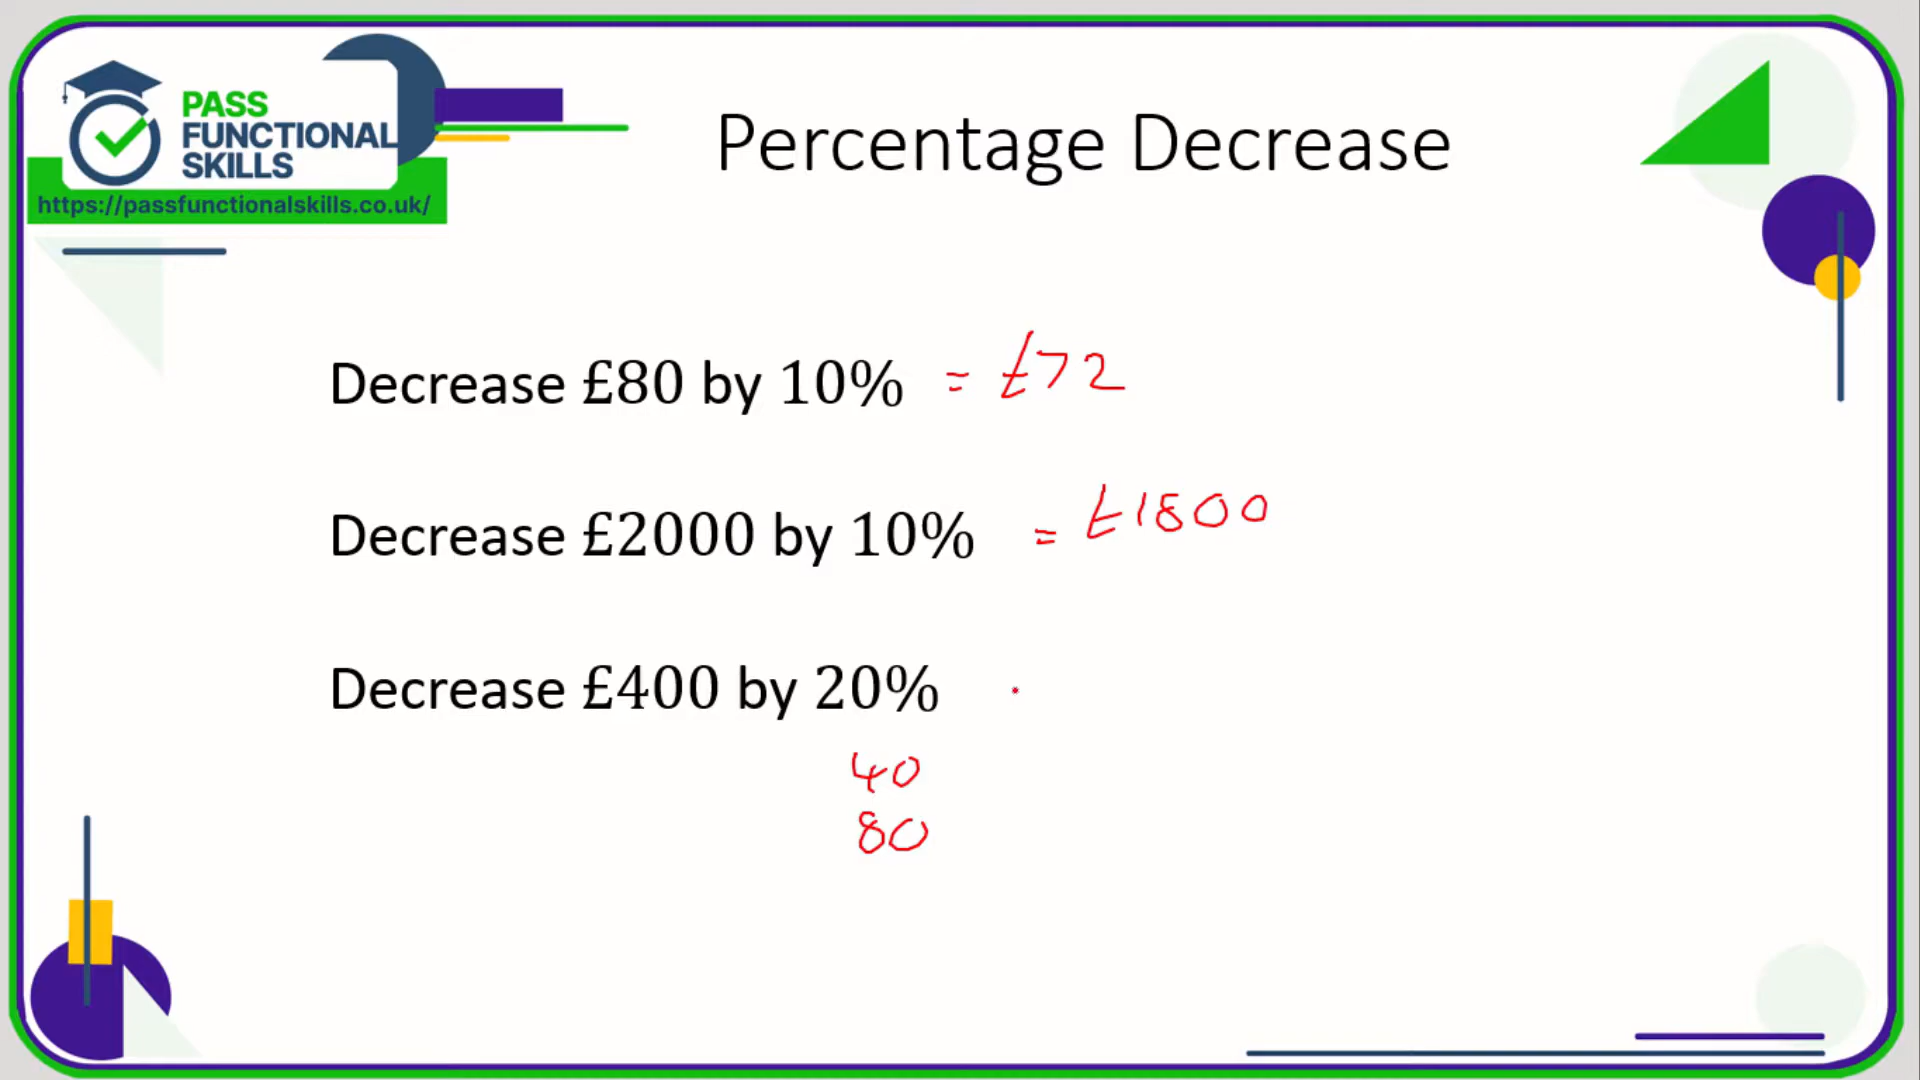 PASS
FUNCTIONAL
SKILLS
https://passfunctionalskills.co.uk/
Percentage Decrease
Decrease £80 by 10% = £72
Decrease £2000 by 10% = £1800
Decrease £400 by 20%
40
80